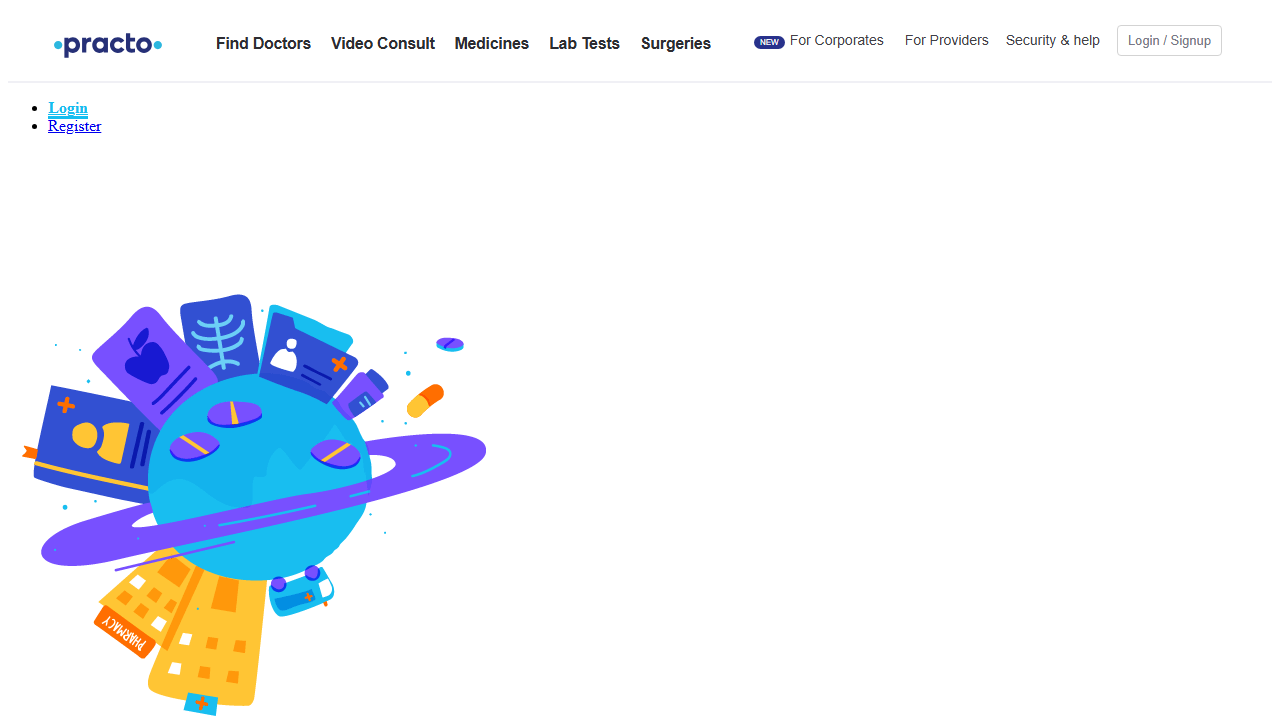 practo
Find Doctors Video Consult Medicines Lab Tests Surgeries NEW For Corporates For Providers Security & help Login / Signup
Login
Register
PHARMACY